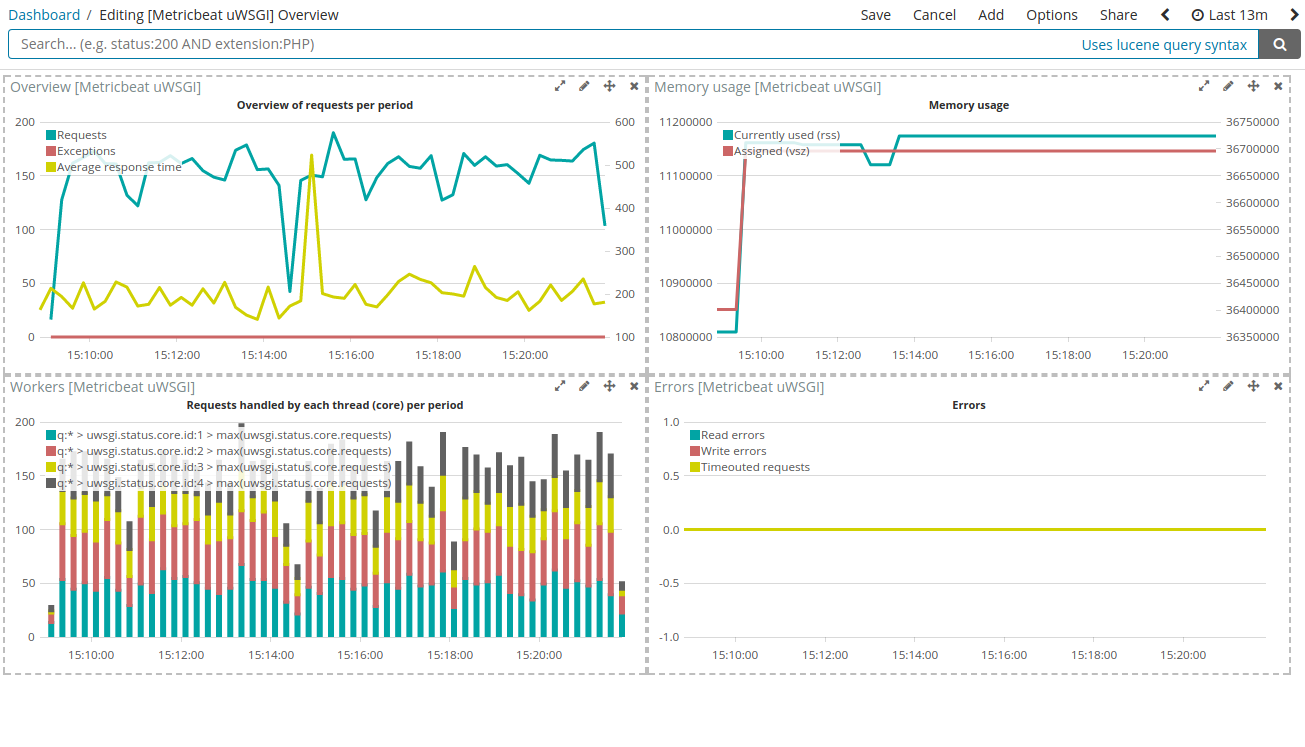 Dashboard / Editing [Metricbeat uWSGI] Overview Save Cancel Add Options Share Last 13m
Search... (e.g. status:200 AND extension:PHP) Uses lucene query syntax
Overview [Metricbeat uWSGI]
Overview of requests per period
Requests
Exceptions
Average response time
200
150
100
50
0
600
500
400
300
200
100
15:10:00 15:12:00 15:14:00 15:16:00 15:18:00 15:20:00
Memory usage [Metricbeat uWSGI]
Memory usage
Currently used (rss)
Assigned (vsz)
11200000
11100000
11000000
10900000
10800000
36750000
36700000
36650000
36600000
36550000
36500000
36450000
36400000
36350000
15:10:00 15:12:00 15:14:00 15:16:00 15:18:00 15:20:00
Workers [Metricbeat uWSGI]
Requests handled by each thread (core) per period
q:* > uwsgi.status.core.id:1 > max(uwsgi.status.core.requests)
q:* > uwsgi.status.core.id:2 > max(uwsgi.status.core.requests)
q:* > uwsgi.status.core.id:3 > max(uwsgi.status.core.requests)
q:* > uwsgi.status.core.id:4 > max(uwsgi.status.core.requests)
200
150
100
50
0
15:10:00 15:12:00 15:14:00 15:16:00 15:18:00 15:20:00
Errors [Metricbeat uWSGI]
Errors
Read errors
Write errors
Timeouted requests
1.0
0.5
0.0
-0.5
-1.0
15:10:00 15:12:00 15:14:00 15:16:00 15:18:00 15:20:00